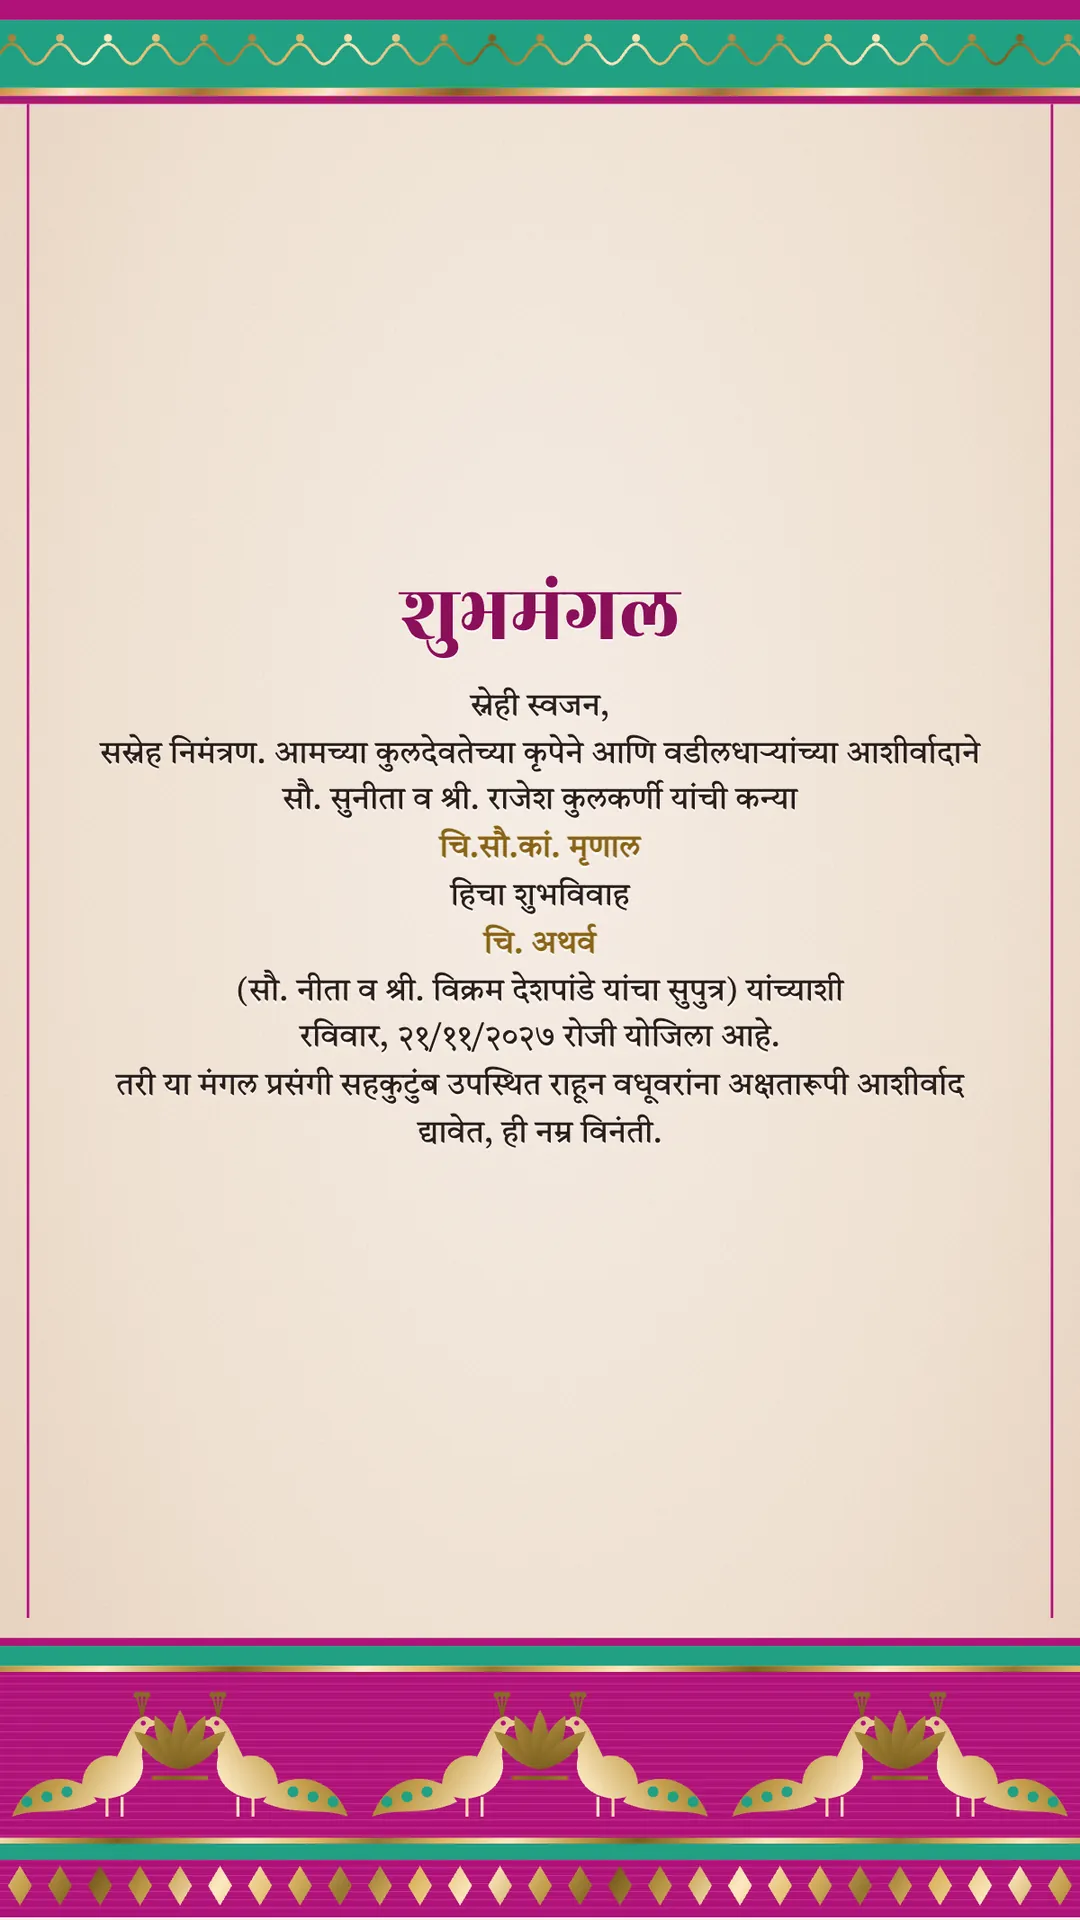 शुभमंगल
स्नेही स्वजन,
सस्नेह निमंत्रण. आमच्या कुलदेवतेच्या कृपेने आणि वडीलधाऱ्यांच्या आशीर्वादाने
सौ. सुनीता व श्री. राजेश कुलकर्णी यांची कन्या
चि.सौ.कां. मृणाल
हिचा शुभविवाह
चि. अथर्व
(सौ. नीता व श्री. विक्रम देशपांडे यांचा सुपुत्र) यांच्याशी
रविवार, २१/११/२०२७ रोजी योजिला आहे.
तरी या मंगल प्रसंगी सहकुटुंब उपस्थित राहून वधूवरांना अक्षतारूपी आशीर्वाद
द्यावेत, ही नम्र विनंती.